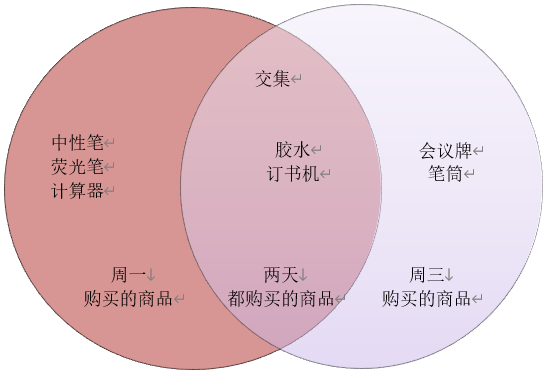 交集
中性笔
荧光笔
计算器
胶水
订书机
会议牌
笔筒
周一
购买的商品
两天
都购买的商品
周三
购买的商品